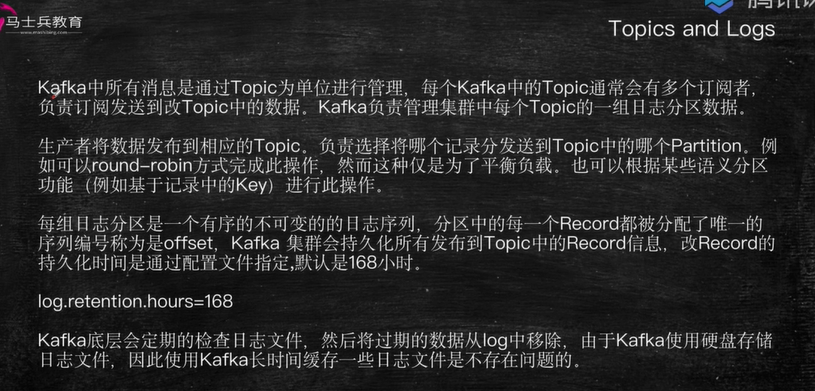 马士兵教育
www.mashibing.com
Topics and Logs
Kafka中所有消息是通过Topic为单位进行管理，每个Kafka中的Topic通常会有多个订阅者，
负责订阅发送到改Topic中的数据。Kafka负责管理集群中每个Topic的一组日志分区数据。
生产者将数据发布到相应的Topic。负责选择将哪个记录分发送到Topic中的哪个Partition。例
如可以round-robin方式完成此操作，然而这种仅是为了平衡负载。也可以根据某些语义分区
功能（例如基于记录中的Key）进行此操作。
每组日志分区是一个有序的不可变的的日志序列，分区中的每一个Record都被分配了唯一的
序列编号称为是offset，Kafka 集群会持久化所有发布到Topic中的Record信息，改Record的
持久化时间是通过配置文件指定,默认是168小时。
log.retention.hours=168
Kafka底层会定期的检查日志文件，然后将过期的数据从log中移除，由于Kafka使用硬盘存储
日志文件，因此使用Kafka长时间缓存一些日志文件是不存在问题的。